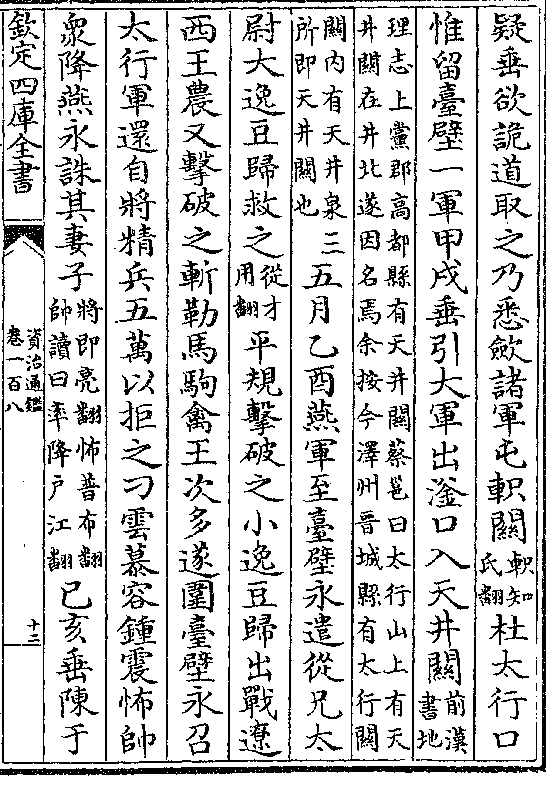 疑垂欲詭道取之乃悉斂諸軍屯軹關軹知氏翻杜太行口
惟留臺壁一軍甲戌垂引大軍出滏口入天井關前漢書地
理志上黨郡高都縣有天井關蔡邕曰太行山上有天
井關在井北遂因名焉余按今澤州晉城縣有太行關
關内有天井泉
所即天井關也
三五月乙酉燕軍至臺壁永遣從兄太
尉大逸豆歸救之從才用翻平規擊破之小逸豆歸出戰遼
西王農又擊破之斬勒馬駒禽王次多遂圍臺壁永召
太行軍還自將精兵五萬以拒之刁雲慕容鍾震怖帥
衆降燕永誅其妻子將即亮翻怖普布翻
帥讀曰率降戶江翻
已亥垂陳于
欽定四庫全書
資治通鑑
卷一百八
十二